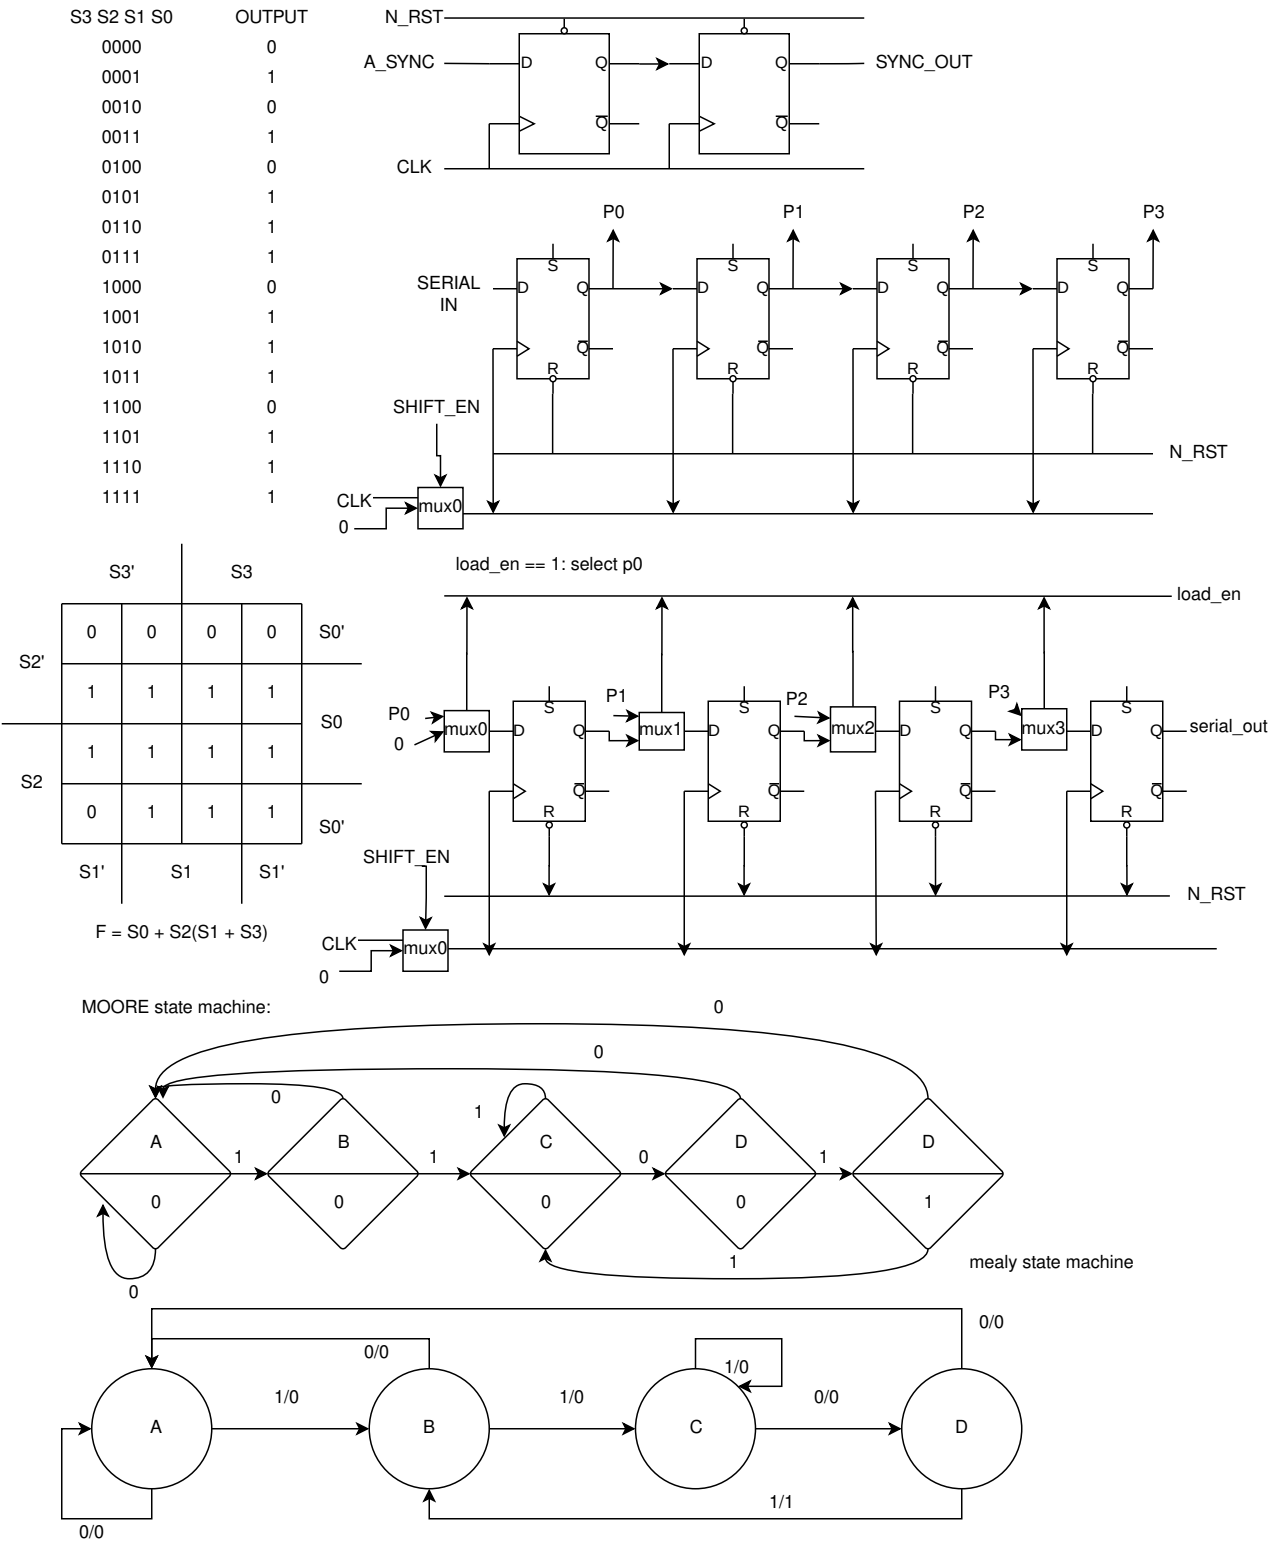 S3 S2 S1 S0 OUTPUT
0000 0
0001 1
0010 0
0011 1
0100 0
0101 1
0110 1
0111 1
1000 0
1001 1
1010 1
1011 1
1100 0
1101 1
1110 1
1111 1
N_RST
A_SYNC D Q D Q SYNC_OUT
Q Q
CLK
P0 P1 P2 P3
S S S S
SERIAL IN D Q D Q D Q D Q
Q Q Q Q
R R R R
SHIFT_EN
N_RST
CLK mux0
0
S3' S3
0 0 0 0 S0'
S2'
1 1 1 1
S0
1 1 1 1
S2
0 1 1 1 S0'
S1' S1 S1'
F = S0 + S2(S1 + S3)
load_en == 1: select p0
load_en
P0 P1 P2 P3
S S S S
0 mux0 D Q mux1 D Q mux2 D Q mux3 D Q serial_out
Q Q Q Q
R R R R
SHIFT_EN
N_RST
CLK mux0
0
MOORE state machine: 0
0
0 1
A B C D D
1 1 0 1
0 0 0 0 1
1
0
mealy state machine
0/0
0/0 1/0
1/0 1/0 0/0
A B C D
1/1
0/0